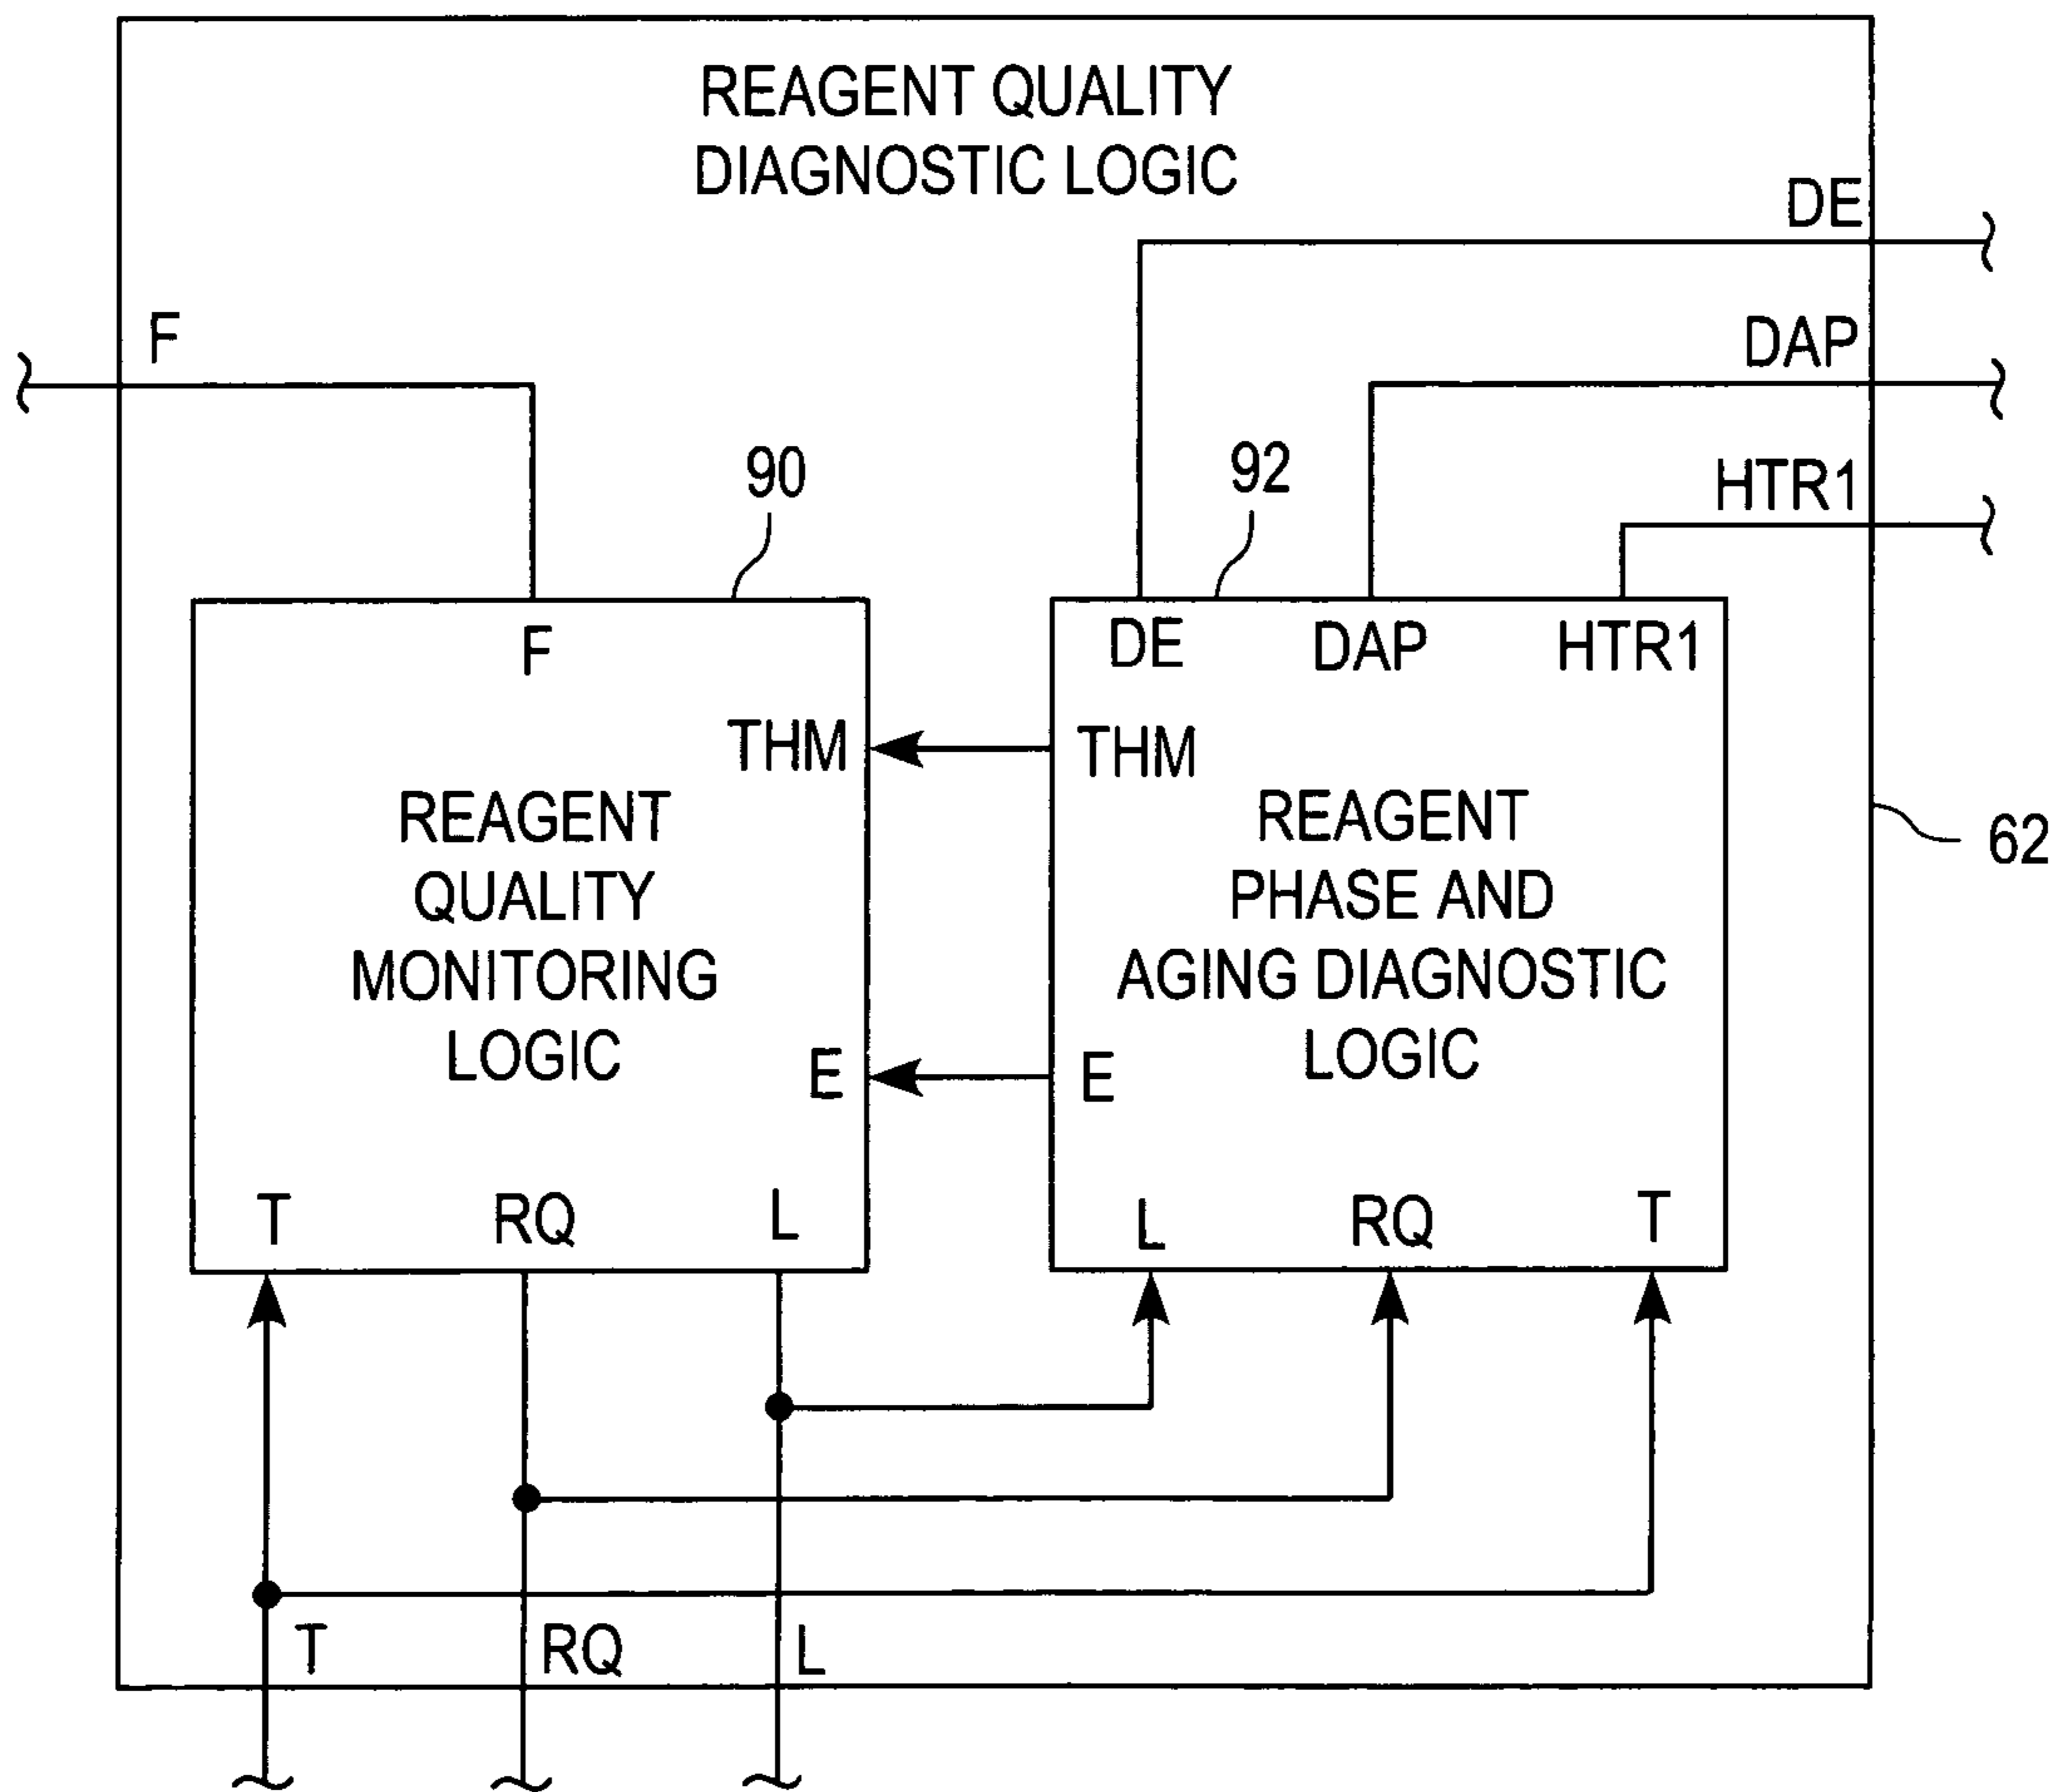 REAGENT QUALITY
DIAGNOSTIC LOGIC
DE
F
DAP
90
92
HTR1
F
THM
REAGENT
QUALITY
MONITORING
LOGIC
E
T
RQ
L
DE
DAP
HTR1
THM
REAGENT
PHASE AND
AGING DIAGNOSTIC
LOGIC
E
L
RQ
T
62
T
RQ
L